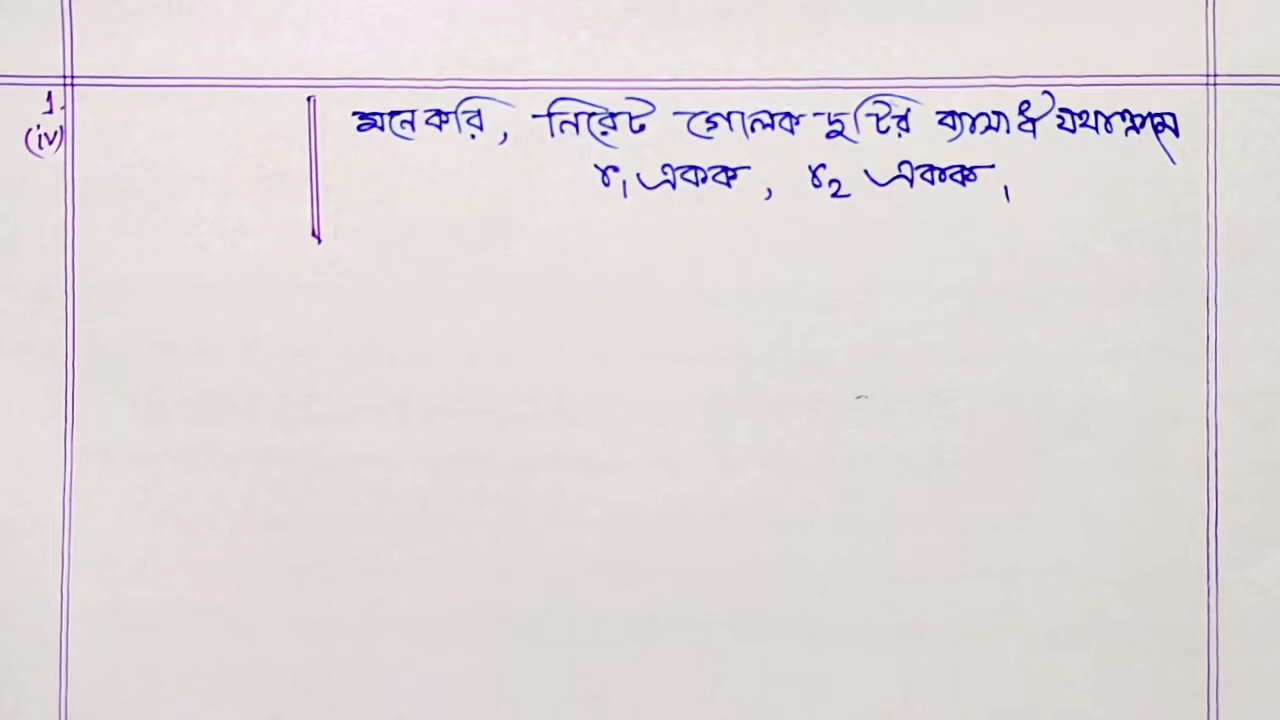 1.
(iv)
মনেকরি, নিরেট গোলক দুটির ব্যাসার্ধ যথাক্রমে
r₁ একক, r₂ একক।